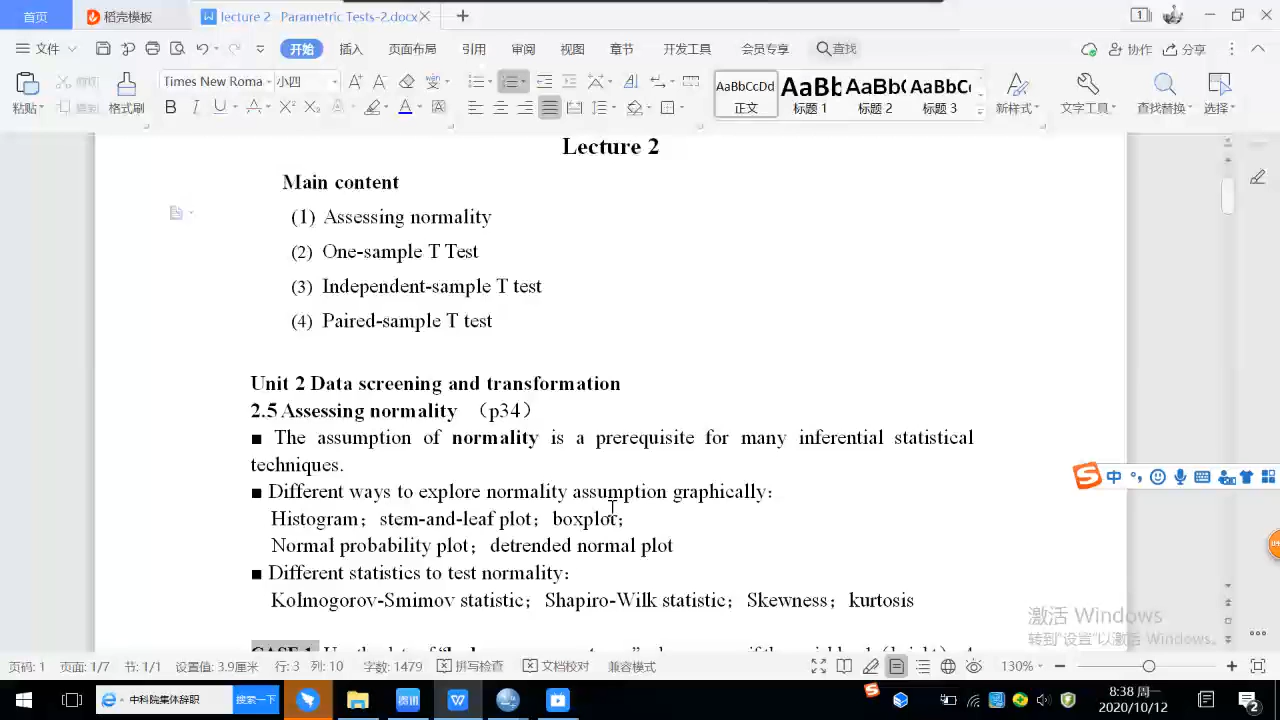 首页 稻壳模板 lecture 2 Parametric Tests-2.docx
文件 开始 插入 页面布局 引用 审阅 视图 章节 开发工具 会员专享 查找 协作 分享
Times New Roma 小四 AaBbCcDd AaBb AaBb( AaBbC
粘贴 剪切 复制 格式刷 正文 标题 1 标题 2 标题 3 新样式 文字工具 查找替换 选择
Lecture 2
Main content
(1) Assessing normality
(2) One-sample T Test
(3) Independent-sample T test
(4) Paired-sample T test
Unit 2 Data screening and transformation
2.5 Assessing normality （p34）
■ The assumption of normality is a prerequisite for many inferential statistical
techniques.
■ Different ways to explore normality assumption graphically：
Histogram；stem-and-leaf plot；boxplot；
Normal probability plot；detrended normal plot
■ Different statistics to test normality：
Kolmogorov-Smimov statistic；Shapiro-Wilk statistic；Skewness；kurtosis
中
激活 Windows
转到"设置"以激活 Windows。
页码: 1 页面: 1/7 节: 1/1 设置值: 3.9厘米 行: 3 列: 10 字数: 1479 拼写检查 文档校对 兼容模式 130%
中科院集体辞职 搜索一下 资讯 8:38 周一
2020/10/12 2